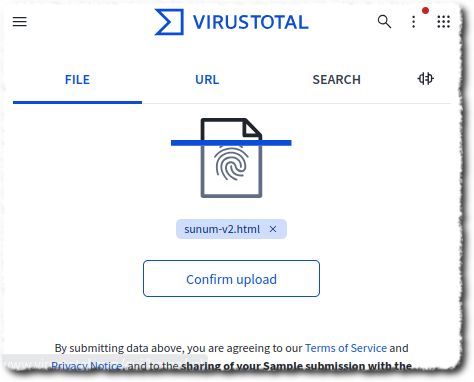 VIRUSTOTAL
FILE URL SEARCH
sunum-v2.html ×
Confirm upload
By submitting data above, you are agreeing to our Terms of Service and
Privacy Notice, and to the sharing of your Sample submission with the